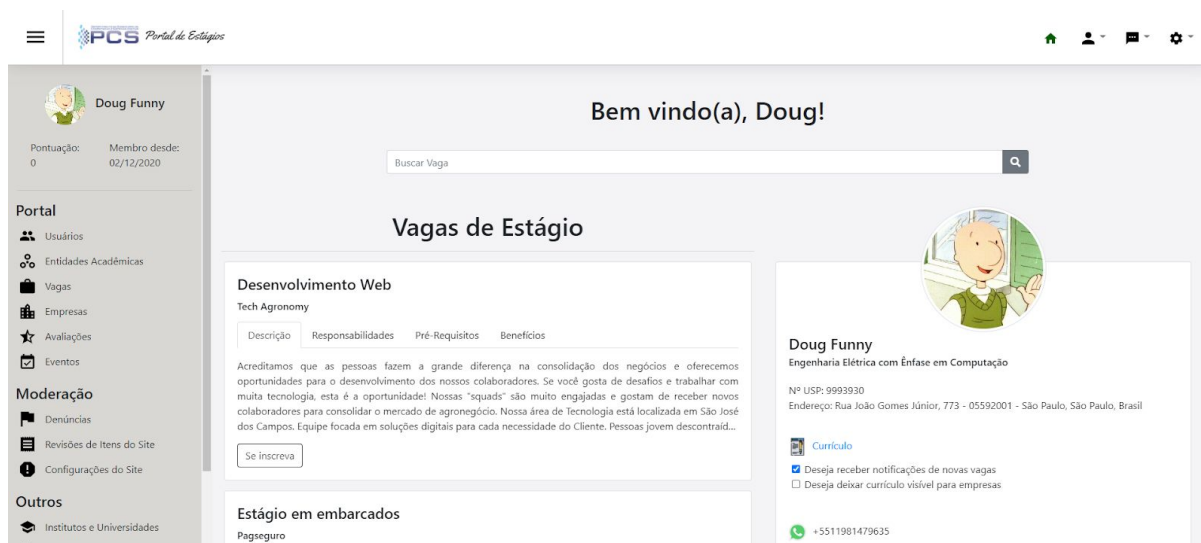 PCS Portal de Estágios
Doug Funny
Pontuação:
0
Membro desde:
02/12/2020
Portal
Usuários
Entidades Acadêmicas
Vagas
Empresas
Avaliações
Eventos
Moderação
Denúncias
Revisões de Itens do Site
Configurações do Site
Outros
Institutos e Universidades
Bem vindo(a), Doug!
Buscar Vaga
Vagas de Estágio
Desenvolvimento Web
Tech Agronomy
Descrição Responsabilidades Pré-Requisitos Benefícios
Acreditamos que as pessoas fazem a grande diferença na consolidação dos negócios e oferecemos
oportunidades para o desenvolvimento dos nossos colaboradores. Se você gosta de desafios e trabalhar com
muita tecnologia, esta é a oportunidade! Nossas "squads" são muito engajadas e gostam de receber novos
colaboradores para consolidar o mercado de agronegócio. Nossa área de Tecnologia está localizada em São José
dos Campos. Equipe focada em soluções digitais para cada necessidade do Cliente. Pessoas jovem descontraíd...
Se inscreva
Estágio em embarcados
Pagseguro
Doug Funny
Engenharia Elétrica com Ênfase em Computação
Nº USP: 9993930
Endereço: Rua João Gomes Júnior, 773 - 05592001 - São Paulo, São Paulo, Brasil
Currículo
Deseja receber notificações de novas vagas
Deseja deixar currículo visível para empresas
+5511981479635